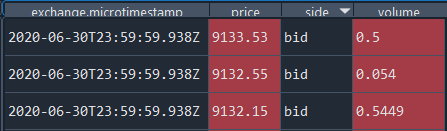 exchange.microtimestamp price side volume
2020-06-30T23:59:59.938Z 9133.53 bid 0.5
2020-06-30T23:59:59.938Z 9132.55 bid 0.054
2020-06-30T23:59:59.938Z 9132.15 bid 0.5449